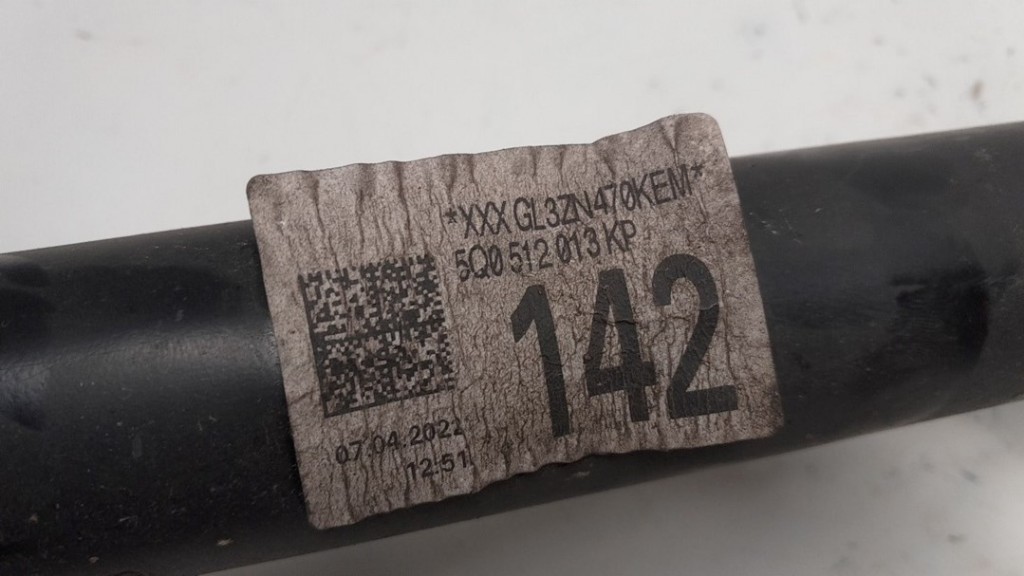 *XXX GL3ZN470KEM*
5Q0 512 013 KP
142
07.04.2022
12:51